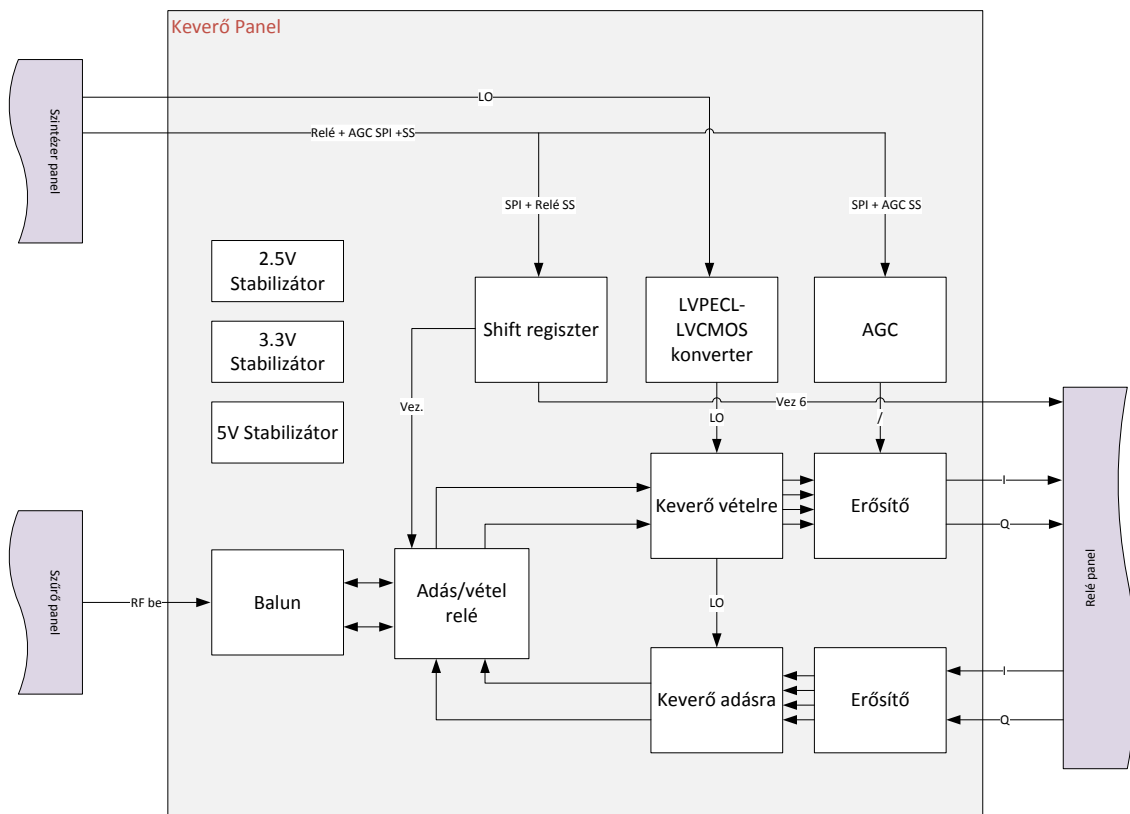 Keverő Panel
Szintézer panel
LO
Relé + AGC SPI +SS
SPI + Relé SS
SPI + AGC SS
2.5V
Stabilizátor
3.3V
Stabilizátor
5V Stabilizátor
Shift regiszter
LVPECL-
LVCMOS
konverter
AGC
Vez.
LO
Vez 6
/
Keverő vételre
Erősítő
I
Q
Relé panel
Szűrő panel
RF be
Balun
Adás/vétel
relé
LO
Keverő adásra
Erősítő
I
Q